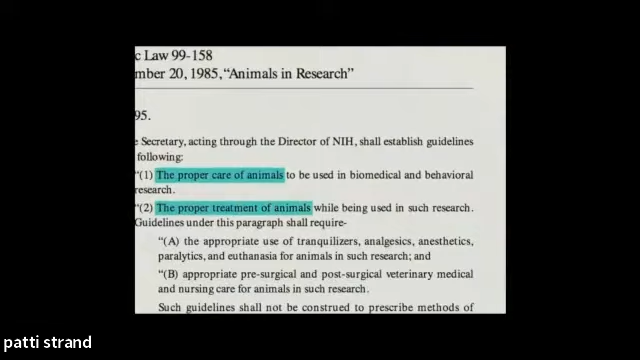 c Law 99-158
mber 20, 1985, “Animals in Research”
95.
e Secretary, acting through the Director of NIH, shall establish guidelines
following:
“(1) The proper care of animals to be used in biomedical and behavioral
research.
“(2) The proper treatment of animals while being used in such research.
Guidelines under this paragraph shall require-
“(A) the appropriate use of tranquilizers, analgesics, anesthetics,
paralytics, and euthanasia for animals in such research; and
“(B) appropriate pre-surgical and post-surgical veterinary medical
and nursing care for animals in such research.
Such guidelines shall not be construed to prescribe methods of
patti strand